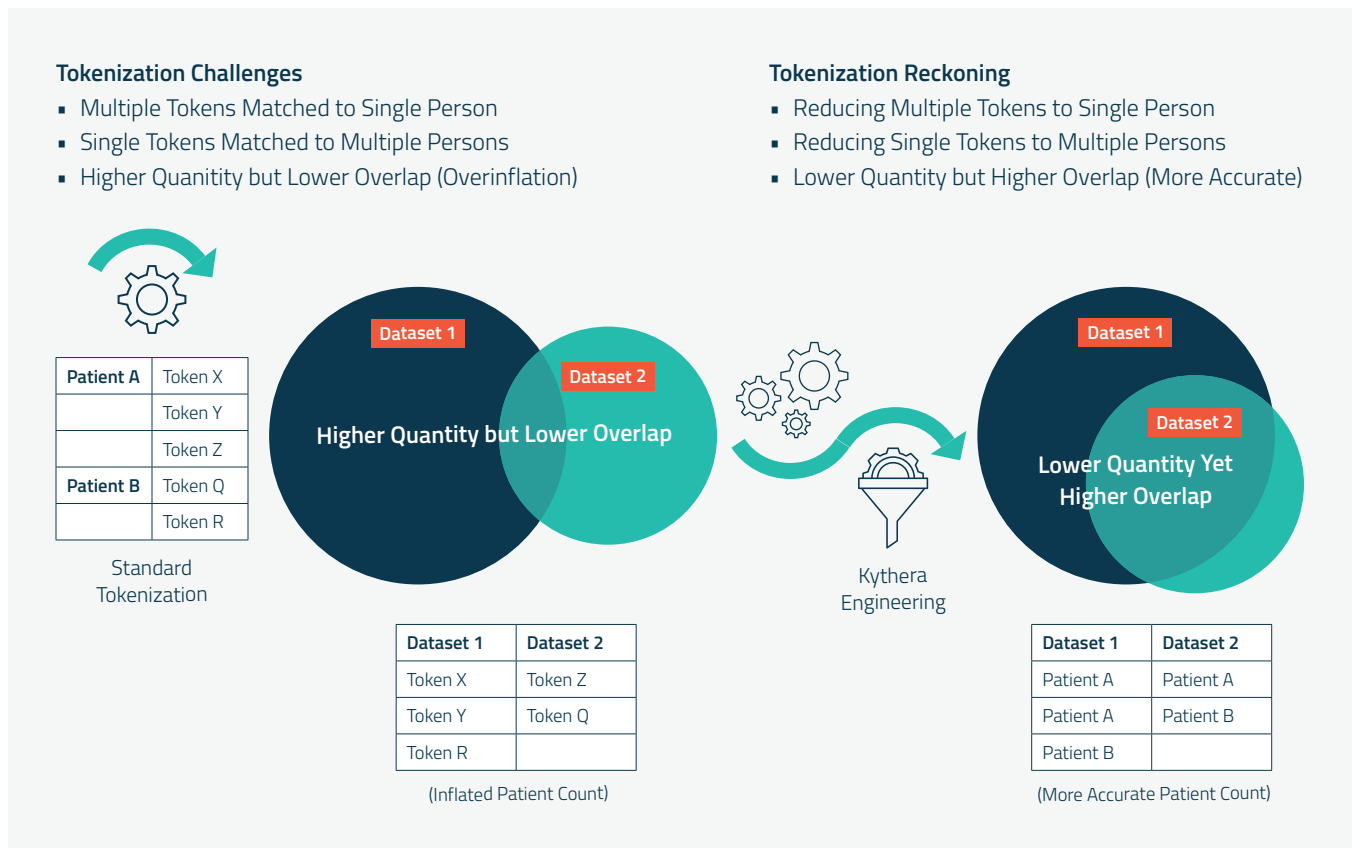 Tokenization Challenges
▪ Multiple Tokens Matched to Single Person
▪ Single Tokens Matched to Multiple Persons
▪ Higher Quanitity but Lower Overlap (Overinflation)
Tokenization Reckoning
▪ Reducing Multiple Tokens to Single Person
▪ Reducing Single Tokens to Multiple Persons
▪ Lower Quantity but Higher Overlap (More Accurate)
Patient A Token X
Token Y
Token Z
Patient B Token Q
Token R
Standard
Tokenization
Dataset 1
Dataset 2
Higher Quantity but Lower Overlap
Dataset 1 Dataset 2
Token X Token Z
Token Y Token Q
Token R
(Inflated Patient Count)
Kythera
Engineering
Dataset 1
Dataset 2
Lower Quantity Yet
Higher Overlap
Dataset 1 Dataset 2
Patient A Patient A
Patient A Patient B
Patient B
(More Accurate Patient Count)